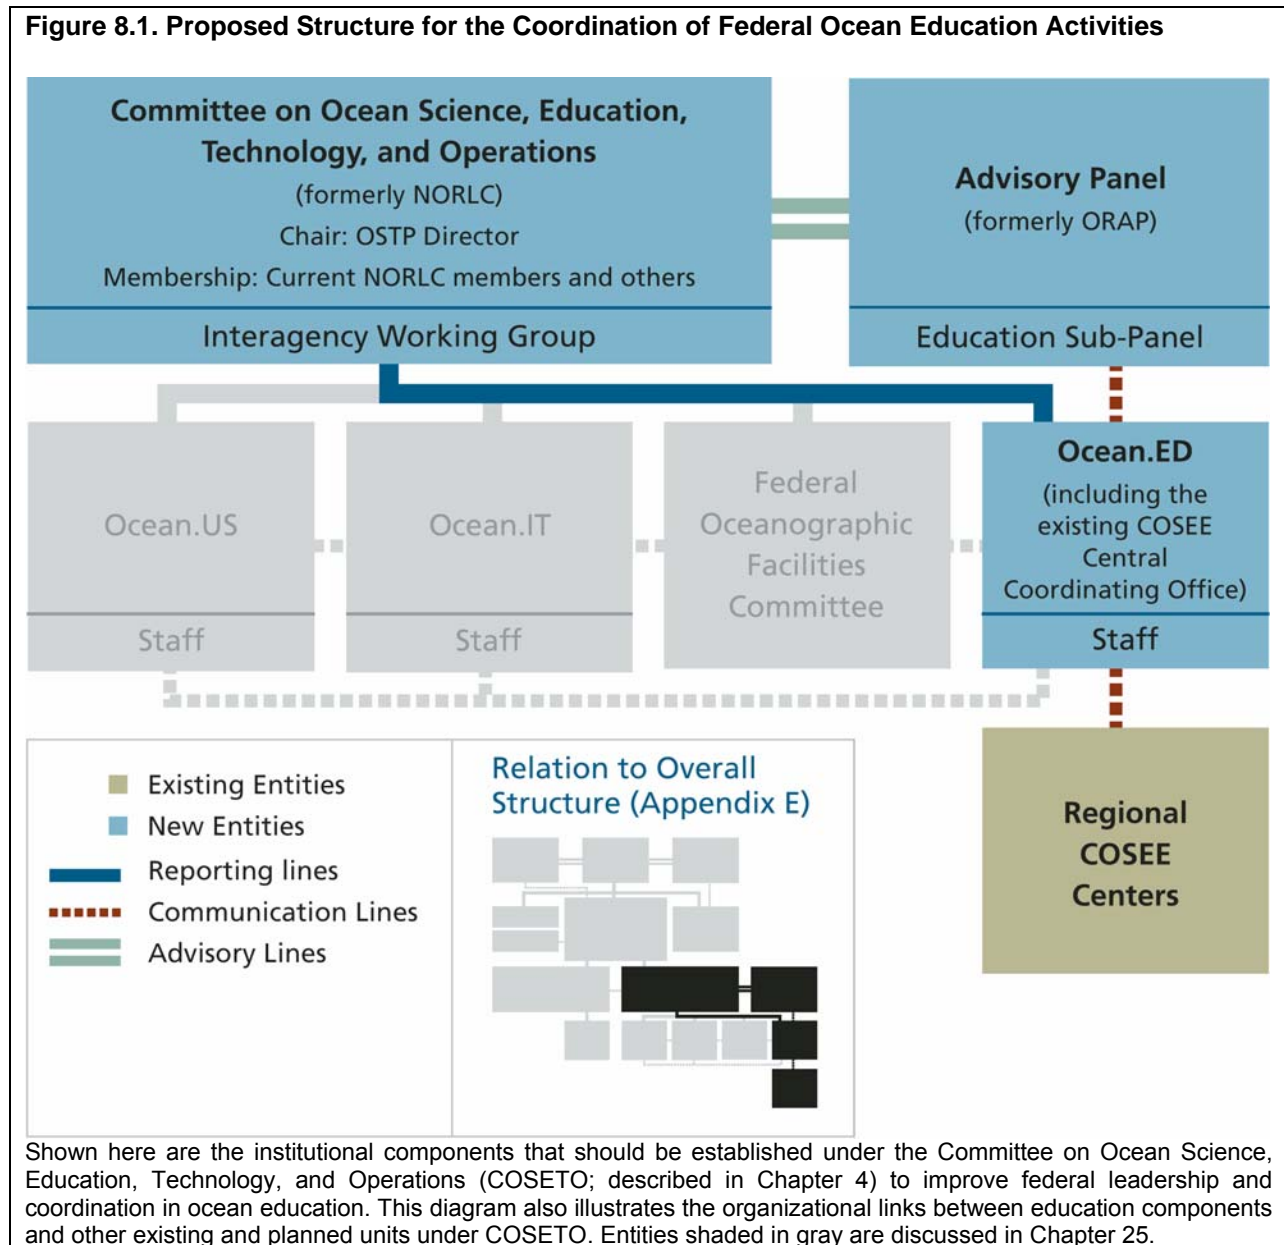 Figure 8.1. Proposed Structure for the Coordination of Federal Ocean Education Activities
Committee on Ocean Science, Education,
Technology, and Operations
(formerly NORLC)
Chair: OSTP Director
Membership: Current NORLC members and others
Interagency Working Group
Advisory Panel
(formerly ORAP)
Education Sub-Panel
Ocean.US
Staff
Ocean.IT
Staff
Federal
Oceanographic
Facilities
Committee
Ocean.ED
(including the
existing COSEE
Central
Coordinating Office)
Staff
Regional
COSEE
Centers
Existing Entities
New Entities
Reporting lines
Communication Lines
Advisory Lines
Relation to Overall
Structure (Appendix E)
Shown here are the institutional components that should be established under the Committee on Ocean Science,
Education, Technology, and Operations (COSETO; described in Chapter 4) to improve federal leadership and
coordination in ocean education. This diagram also illustrates the organizational links between education components
and other existing and planned units under COSETO. Entities shaded in gray are discussed in Chapter 25.